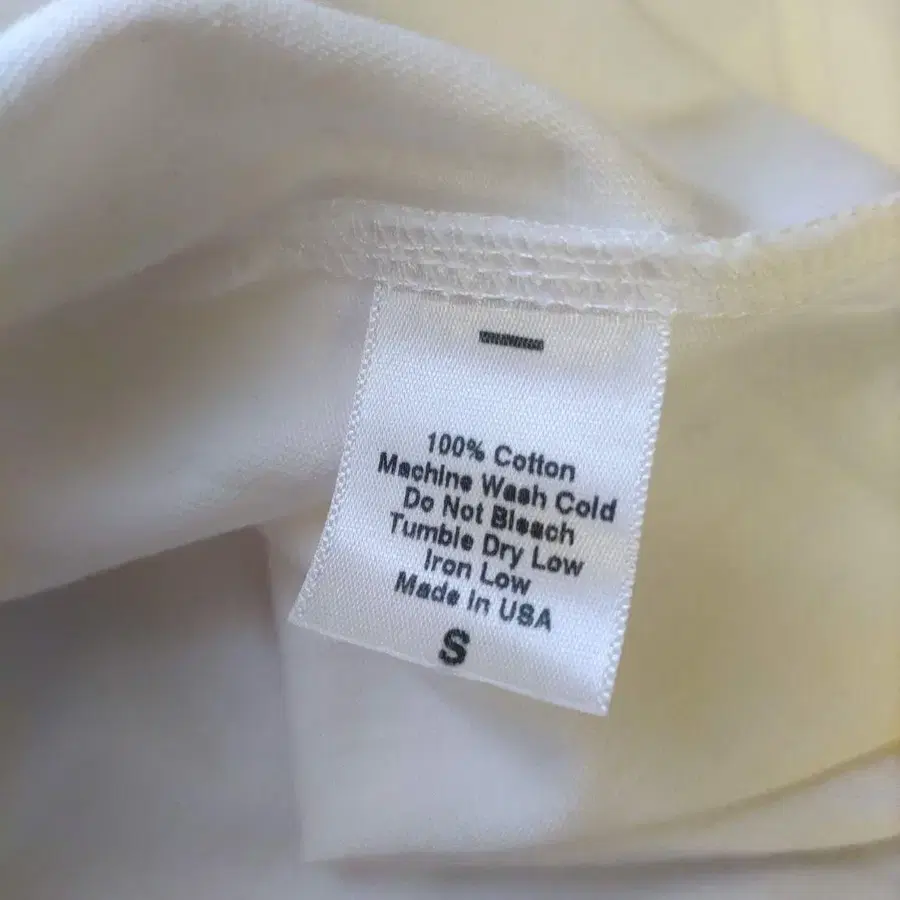 100% Cotton
Machine Wash Cold
Do Not Bleach
Tumble Dry Low
Iron Low
Made In USA
S